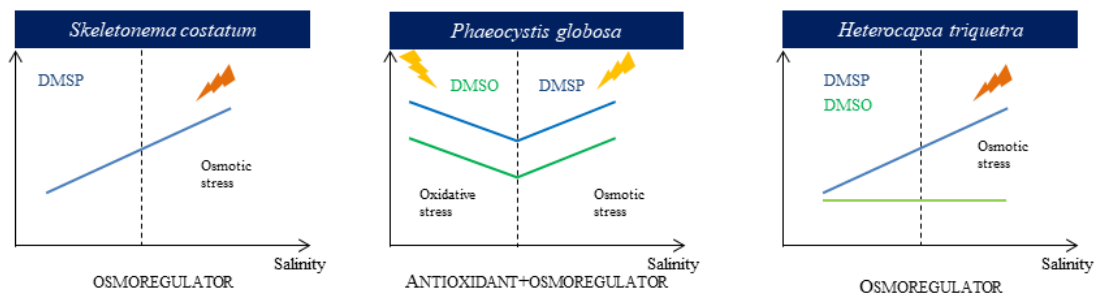 Skeletonema costatum
DMSP
Osmotic
stress
Salinity
OSMOREGULATOR
Phaeocystis globosa
DMSO
DMSP
Oxidative
stress
Osmotic
stress
Salinity
ANTIOXIDANT+OSMOREGULATOR
Heterocapsa triquetra
DMSP
DMSO
Osmotic
stress
Salinity
OSMOREGULATOR